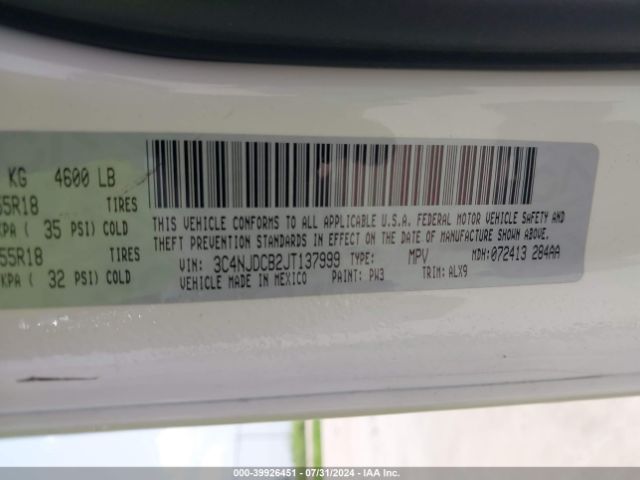 KG 4600 LB
55R18 TIRES
KPA ( 35 PSI) COLD
55R18 TIRES
KPA ( 32 PSI) COLD
THIS VEHICLE CONFORMS TO ALL APPLICABLE U.S.A. FEDERAL MOTOR VEHICLE SAFETY AND
THEFT PREVENTION STANDARDS IN EFFECT ON THE DATE OF MANUFACTURE SHOWN ABOVE.
VIN: 3C4NJDCB2JT137999 TYPE: MPV MDH: 072413 284AA
VEHICLE MADE IN MEXICO PAINT: PW3 TRIM: ALX9
000-39926451 - 07/31/2024 - IAA Inc.